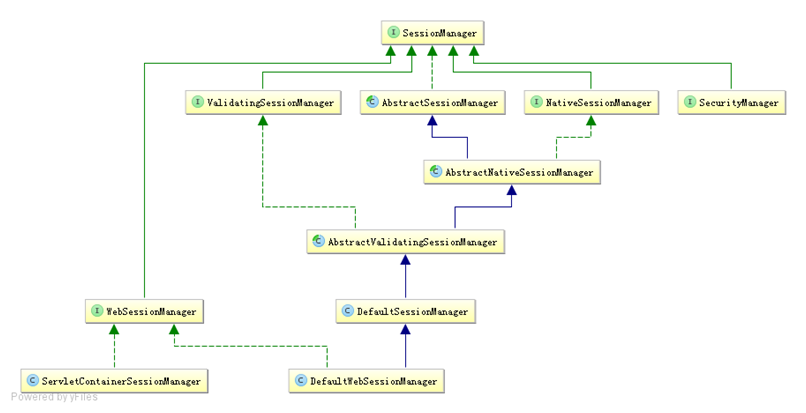 I SessionManager
I ValidatingSessionManager
C AbstractSessionManager
I NativeSessionManager
I SecurityManager
C AbstractNativeSessionManager
C AbstractValidatingSessionManager
I WebSessionManager
C DefaultSessionManager
C ServletContainerSessionManager
C DefaultWebSessionManager
Powered by yFiles